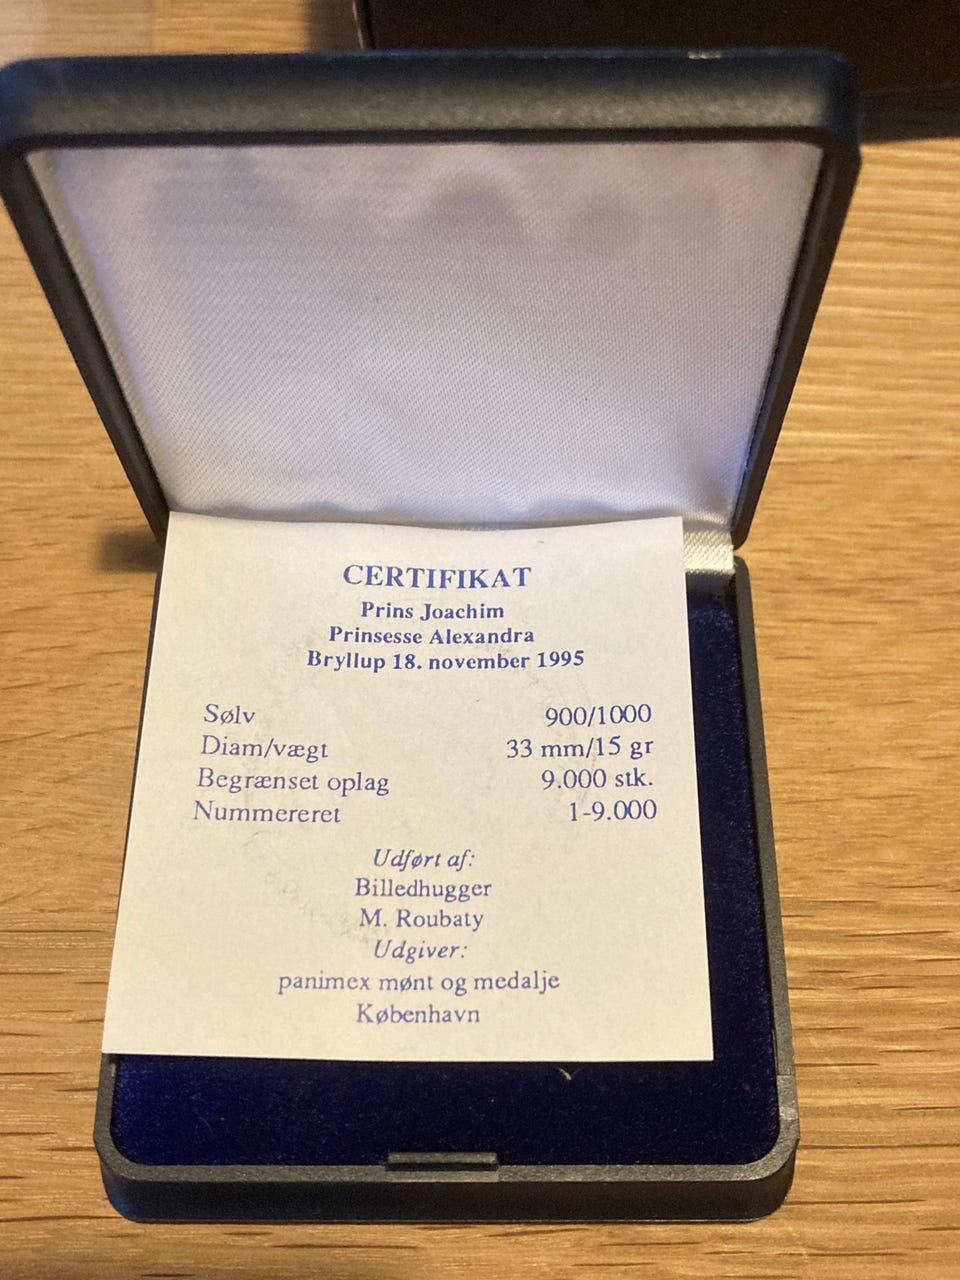 CERTIFIKAT
Prins Joachim
Prinsesse Alexandra
Bryllup 18. november 1995
Sølv 900/1000
Diam/vægt 33 mm/15 gr
Begrænset oplag 9.000 stk.
Nummereret 1-9.000
Udført af:
Billedhugger
M. Roubaty
Udgiver:
panimex mønt og medalje
København